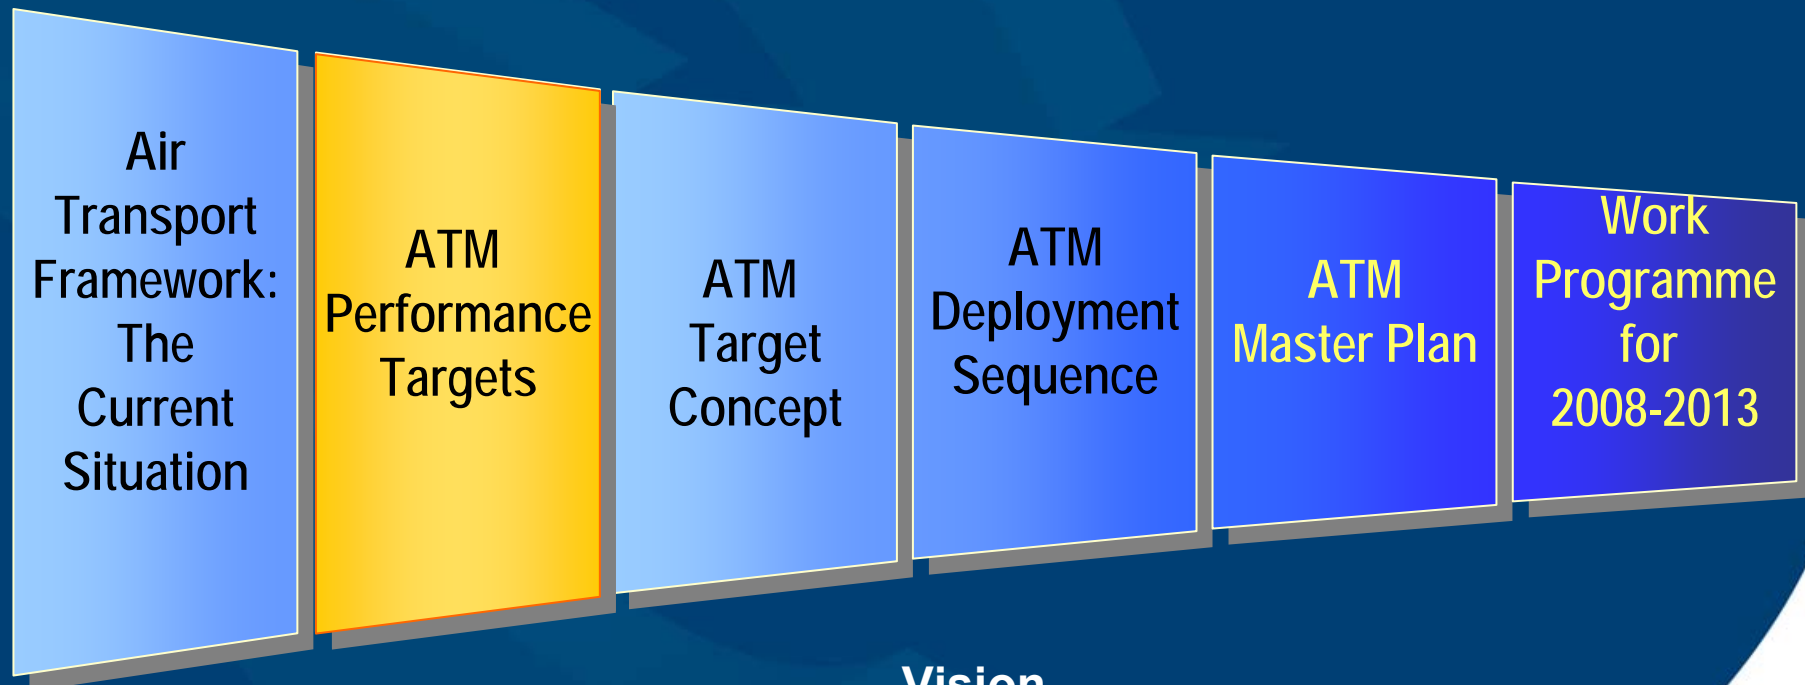 Air
Transport
Framework:
The
Current
Situation
ATM
Performance
Targets
ATM
Target
Concept
ATM
Deployment
Sequence
ATM
Master Plan
Work
Programme
for
2008-2013
Vision